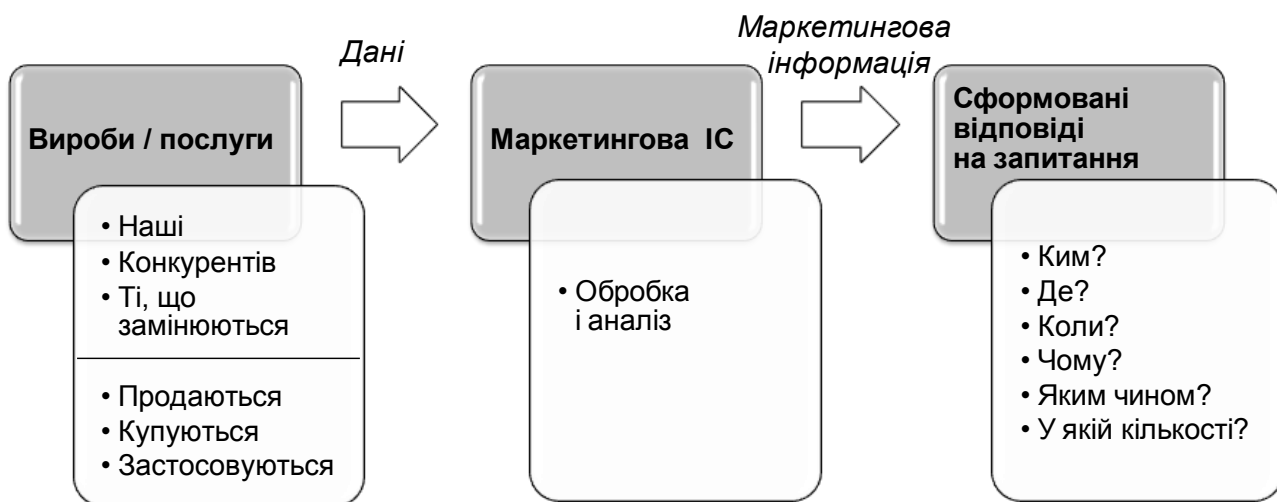 Дані
Маркетингова
інформація
Вироби / послуги
Маркетингова ІС
Сформовані
відповіді
на запитання
• Наші
• Конкурентів
• Ті, що
замінюються
• Продаються
• Купуються
• Застосовуються
• Обробка
і аналіз
• Ким?
• Де?
• Коли?
• Чому?
• Яким чином?
• У якій кількості?